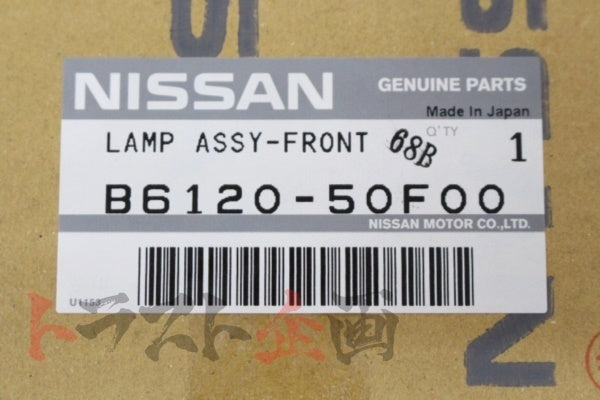 NISSAN GENUINE PARTS
Made In Japan
LAMP ASSY-FRONT 68B Q'TY 1
B6120-50F00
NISSAN MOTOR CO.,LTD.
トラスト企画